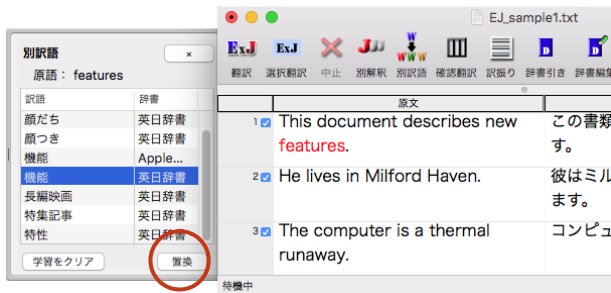 別訳語
×
原語： features
訳語 辞書
顔だち 英日辞書
顔つき 英日辞書
機能 Apple...
機能 英日辞書
長編映画 英日辞書
特集記事 英日辞書
特性 英日辞書
学習をクリア 置換
EJ_sample1.txt
ExJ ExJ JJJ W WWW D D
翻訳 選択翻訳 中止 別解釈 別訳語 確認翻訳 訳振り 辞書引き 辞書編集
原文
1 This document describes new この書類
features. す。
2 He lives in Milford Haven. 彼はミル
ます。
3 The computer is a thermal コンピュ
runaway.
待機中